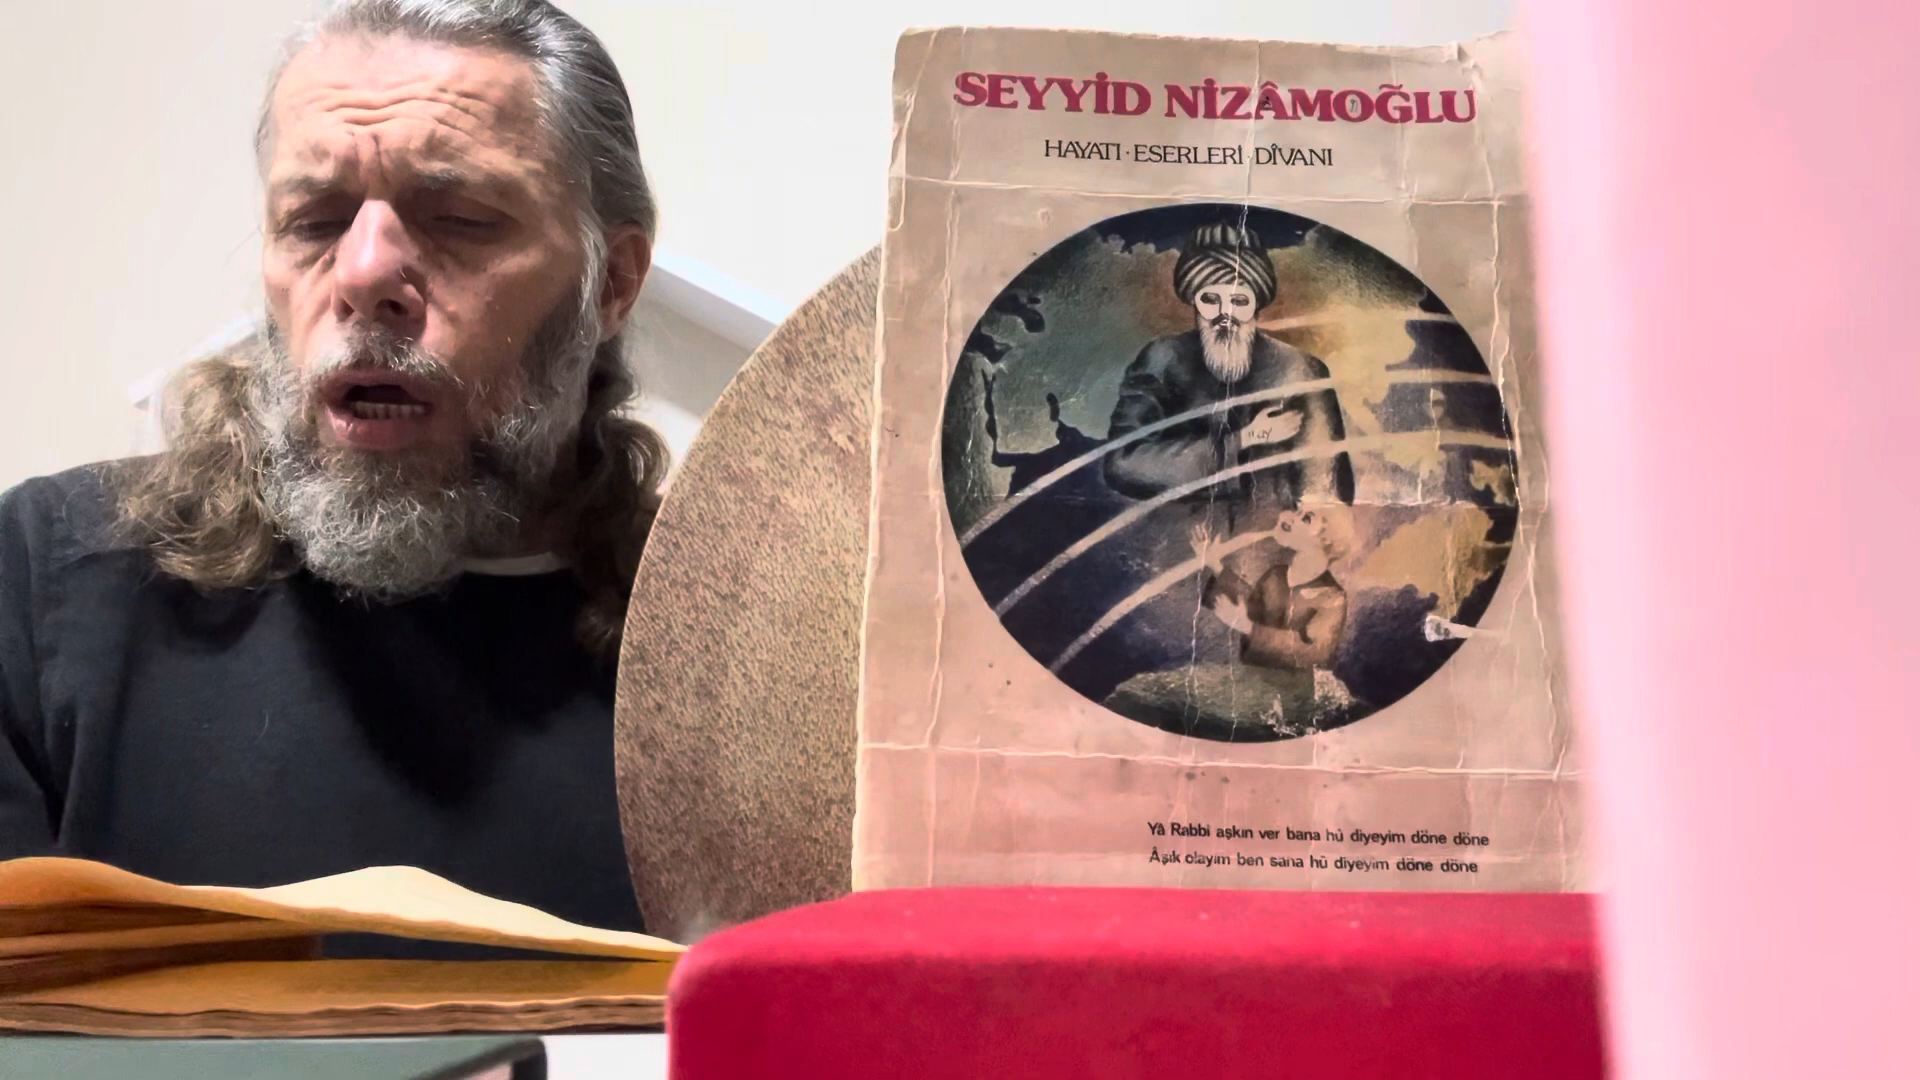 SEYYİD NİZÂMOĞLU
HAYATI · ESERLERİ · DÎVANI
Yâ Rabbi aşkın ver bana hû diyeyim döne döne
Âşık olayım ben sana hû diyeyim döne döne